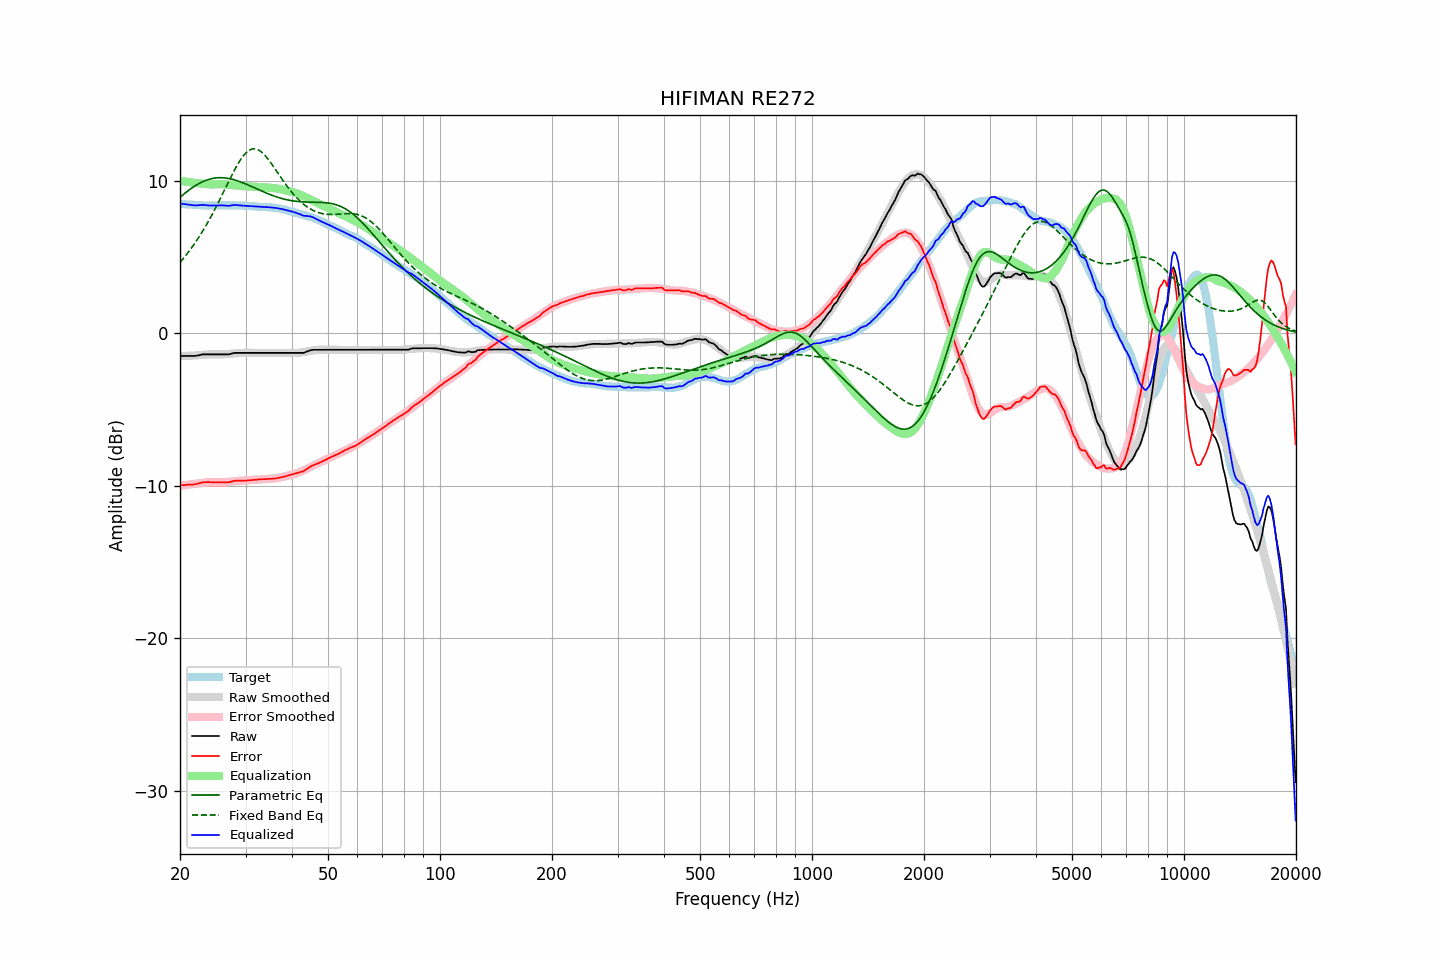 HIFIMAN RE272
Amplitude (dBr)
10
0
−10
−20
−30
Target
Raw Smoothed
Error Smoothed
Raw
Error
Equalization
Parametric Eq
Fixed Band Eq
Equalized
20 50 100 200 500 1000 2000 5000 10000 20000
Frequency (Hz)